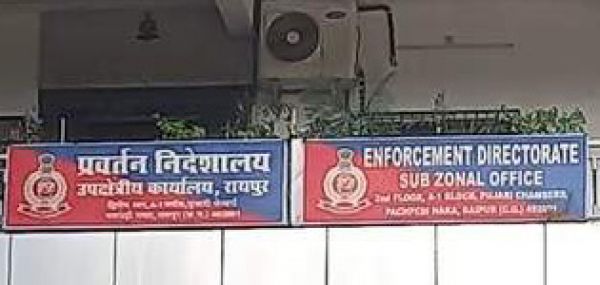 प्रवर्तन निदेशालय
उपक्षेत्रीय कार्यालय, रायपुर
ENFORCEMENT DIRECTORATE
SUB ZONAL OFFICE
2nd FLOOR, A-1 BLOCK, PUJARI CHAMBERS,
PACHPEDI NAKA, RAIPUR (C.G.)